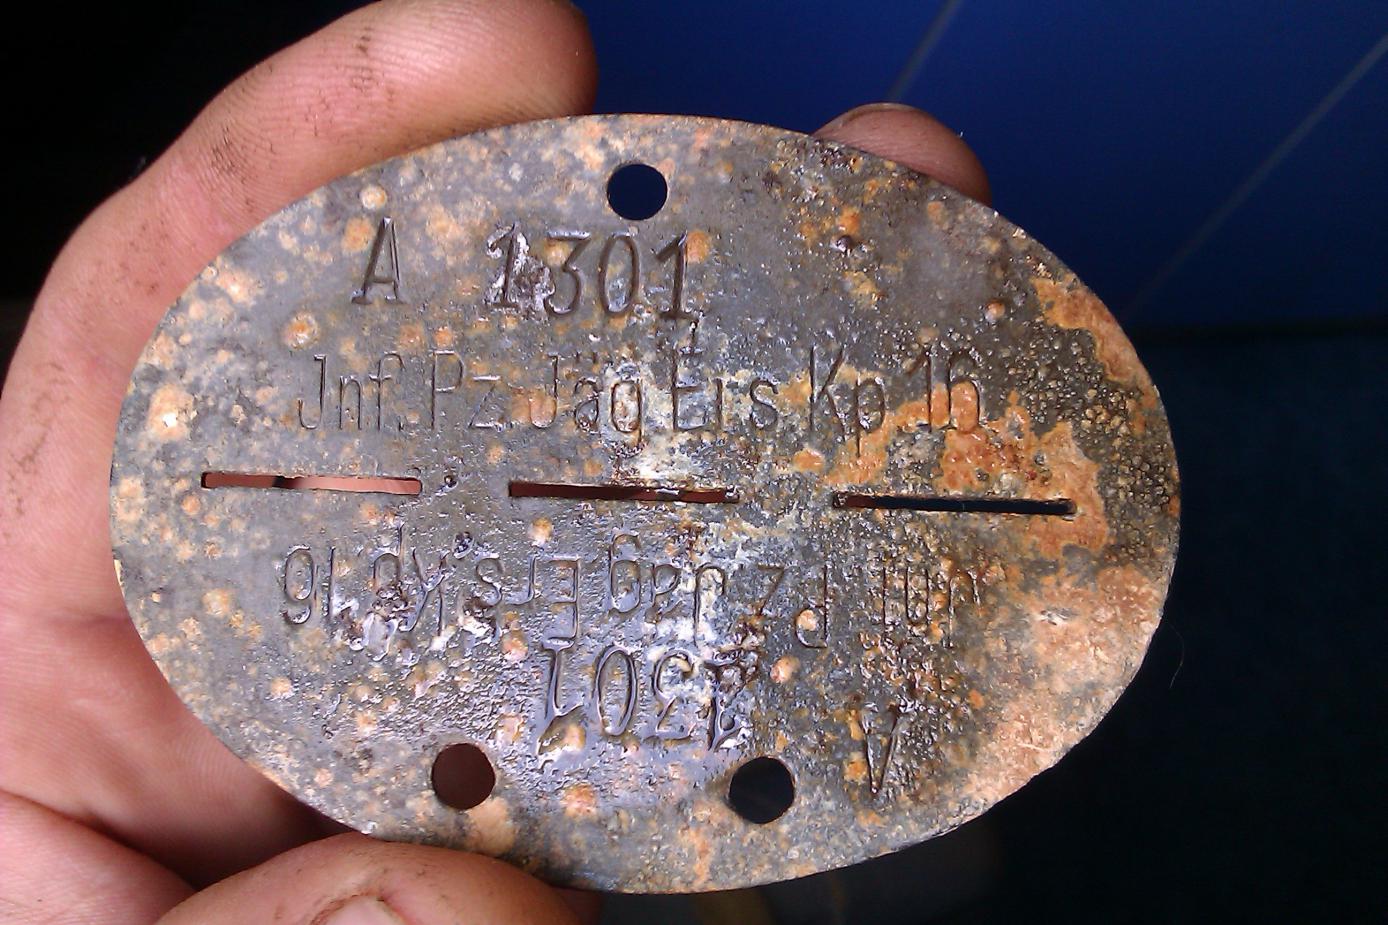 A 1301
Jnf. Pz. Jäg Ers Kp 16
Jnf. Pz Jäg Ers. Kp. 16
1301
A